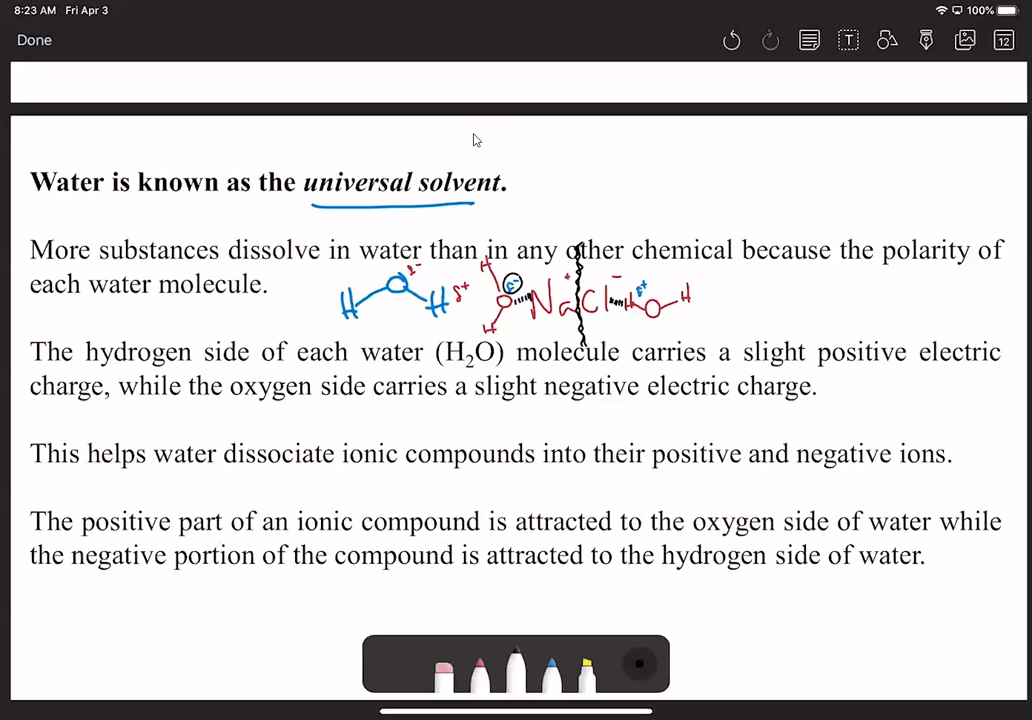 8:23 AM Fri Apr 3 100%
Done
T
12
Water is known as the universal solvent.
More substances dissolve in water than in any other chemical because the polarity of
each water molecule.
H O δ- H δ+ H O δ- H Na + Cl - H δ+ O H
The hydrogen side of each water (H₂O) molecule carries a slight positive electric
charge, while the oxygen side carries a slight negative electric charge.
This helps water dissociate ionic compounds into their positive and negative ions.
The positive part of an ionic compound is attracted to the oxygen side of water while
the negative portion of the compound is attracted to the hydrogen side of water.